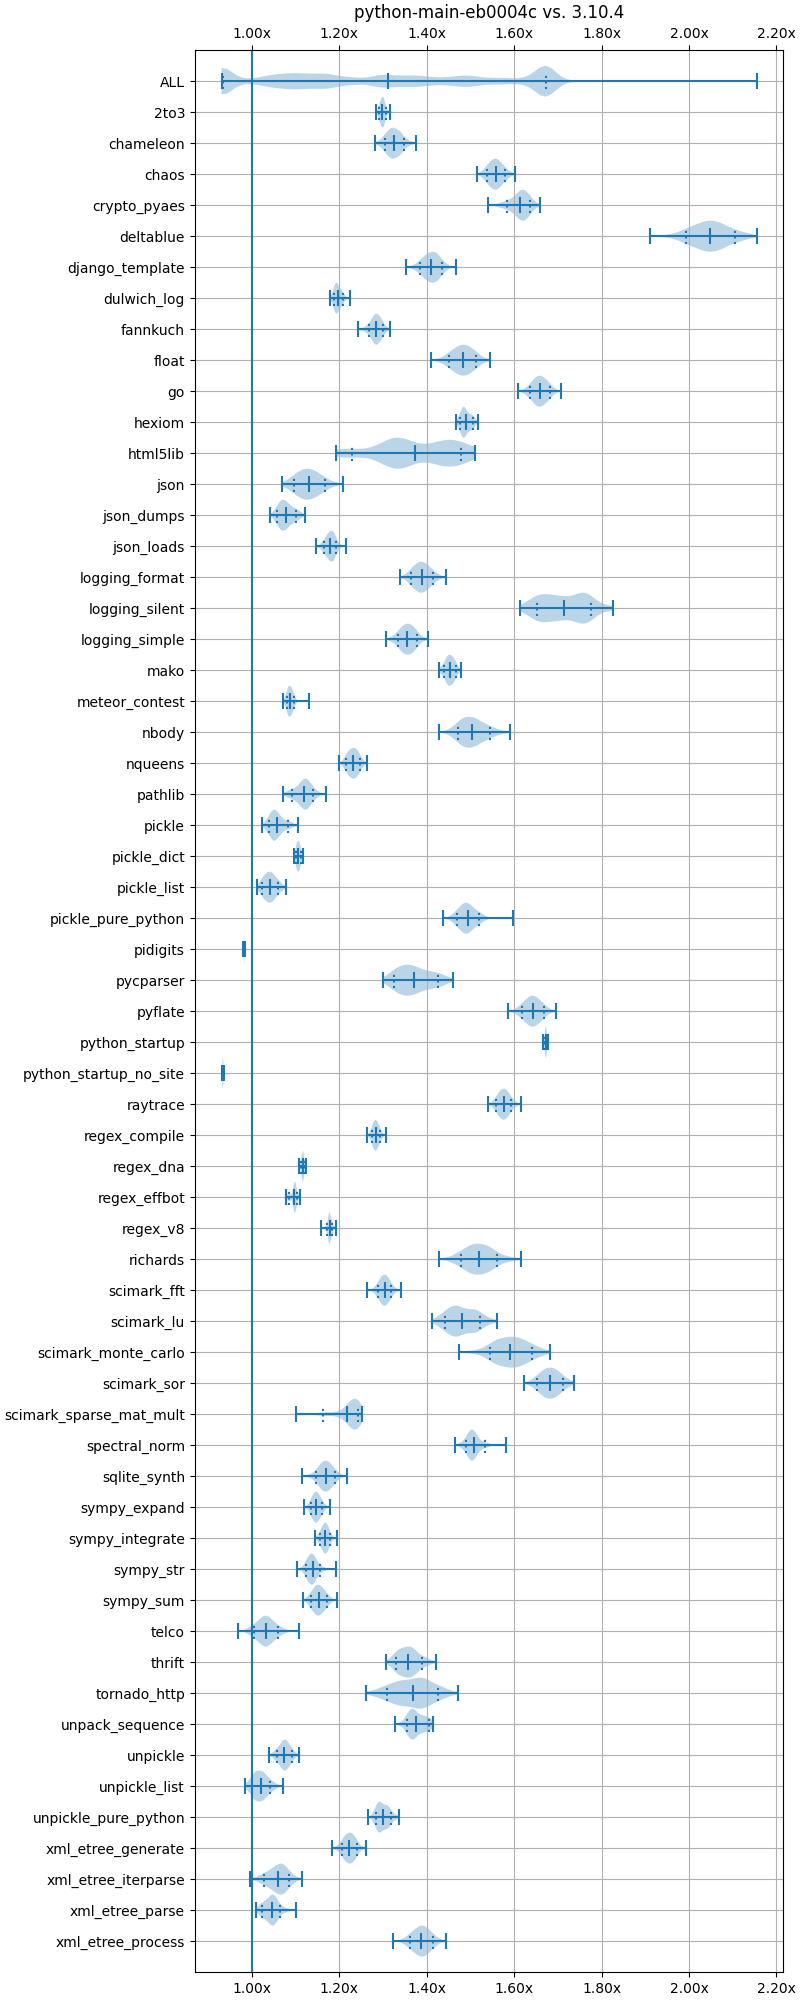 python-main-eb0004c vs. 3.10.4
1.00x 1.20x 1.40x 1.60x 1.80x 2.00x 2.20x
ALL
2to3
chameleon
chaos
crypto_pyaes
deltablue
django_template
dulwich_log
fannkuch
float
go
hexiom
html5lib
json
json_dumps
json_loads
logging_format
logging_silent
logging_simple
mako
meteor_contest
nbody
nqueens
pathlib
pickle
pickle_dict
pickle_list
pickle_pure_python
pidigits
pycparser
pyflate
python_startup
python_startup_no_site
raytrace
regex_compile
regex_dna
regex_effbot
regex_v8
richards
scimark_fft
scimark_lu
scimark_monte_carlo
scimark_sor
scimark_sparse_mat_mult
spectral_norm
sqlite_synth
sympy_expand
sympy_integrate
sympy_str
sympy_sum
telco
thrift
tornado_http
unpack_sequence
unpickle
unpickle_list
unpickle_pure_python
xml_etree_generate
xml_etree_iterparse
xml_etree_parse
xml_etree_process
1.00x 1.20x 1.40x 1.60x 1.80x 2.00x 2.20x